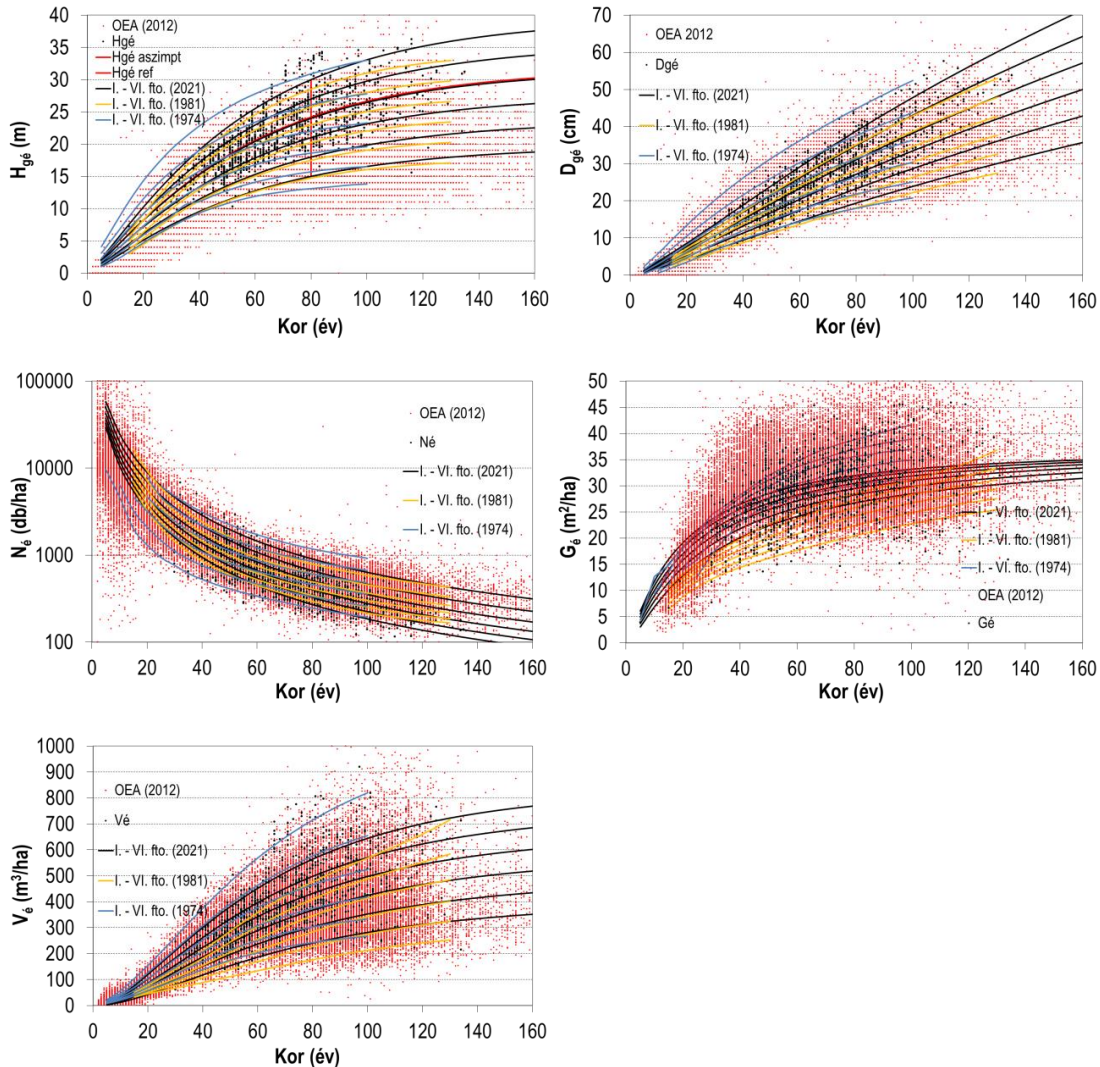 40
35
30
25
20
15
10
5
0
H_gé (m)
OEA (2012)
Hgé
Hgé aszimpt
Hgé ref
I. - VI. fto. (2021)
I. - VI. fto. (1981)
I. - VI. fto. (1974)
0 20 40 60 80 100 120 140 160
Kor (év)
70
60
50
40
30
20
10
0
D_gé (cm)
OEA 2012
Dgé
I. - VI. fto. (2021)
I. - VI. fto. (1981)
I. - VI. fto. (1974)
0 20 40 60 80 100 120 140 160
Kor (év)
100000
10000
1000
100
N_é (db/ha)
OEA (2012)
Né
I. - VI. fto. (2021)
I. - VI. fto. (1981)
I. - VI. fto. (1974)
0 20 40 60 80 100 120 140 160
Kor (év)
50
45
40
35
30
25
20
15
10
5
0
G_é (m²/ha)
I. - VI. fto. (2021)
I. - VI. fto. (1981)
I. - VI. fto. (1974)
OEA (2012)
Gé
0 20 40 60 80 100 120 140 160
Kor (év)
1000
900
800
700
600
500
400
300
200
100
0
V_é (m³/ha)
OEA (2012)
Vé
I. - VI. fto. (2021)
I. - VI. fto. (1981)
I. - VI. fto. (1974)
0 20 40 60 80 100 120 140 160
Kor (év)